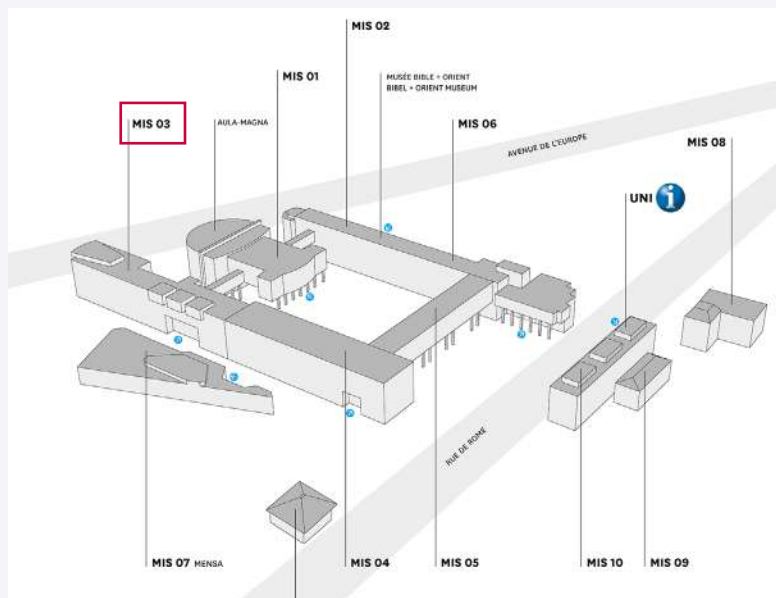 MIS 02
MIS 01
MUSÉE BIBLE + ORIENT
BIBEL + ORIENT MUSEUM
MIS 03
AULA-MAGNA
MIS 06
AVENUE DE L'EUROPE
MIS 08
UNI i
RUE DE ROME
MIS 07 MENSA
MIS 04
MIS 05
MIS 10
MIS 09